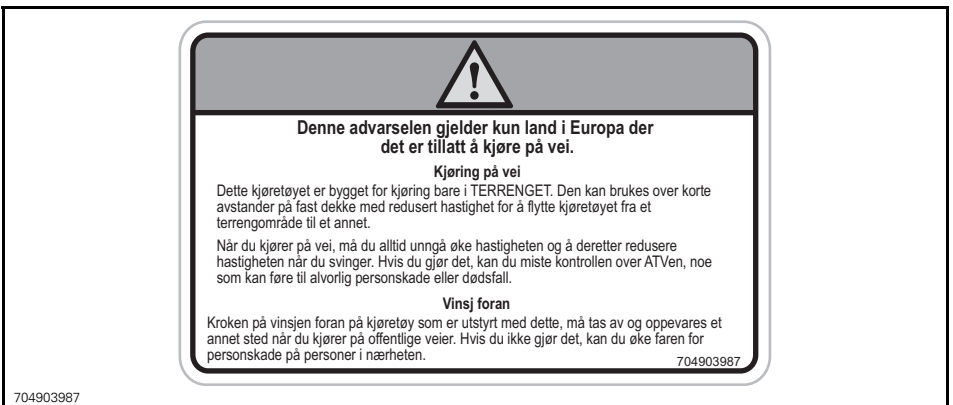 Denne advarselen gjelder kun land i Europa der
det er tillatt å kjøre på vei.
Kjøring på vei
Dette kjøretøyet er bygget for kjøring bare i TERRENGET. Den kan brukes over korte
avstander på fast dekke med redusert hastighet for å flytte kjøretøyet fra et
terrengområde til et annet.
Når du kjører på vei, må du alltid unngå øke hastigheten og å deretter redusere
hastigheten når du svinger. Hvis du gjør det, kan du miste kontrollen over ATVen, noe
som kan føre til alvorlig personskade eller dødsfall.
Vinsj foran
Kroken på vinsjen foran på kjøretøy som er utstyrt med dette, må tas av og oppevares et
annet sted når du kjører på offentlige veier. Hvis du ikke gjør det, kan du øke faren for
personskade på personer i nærheten.
704903987
704903987